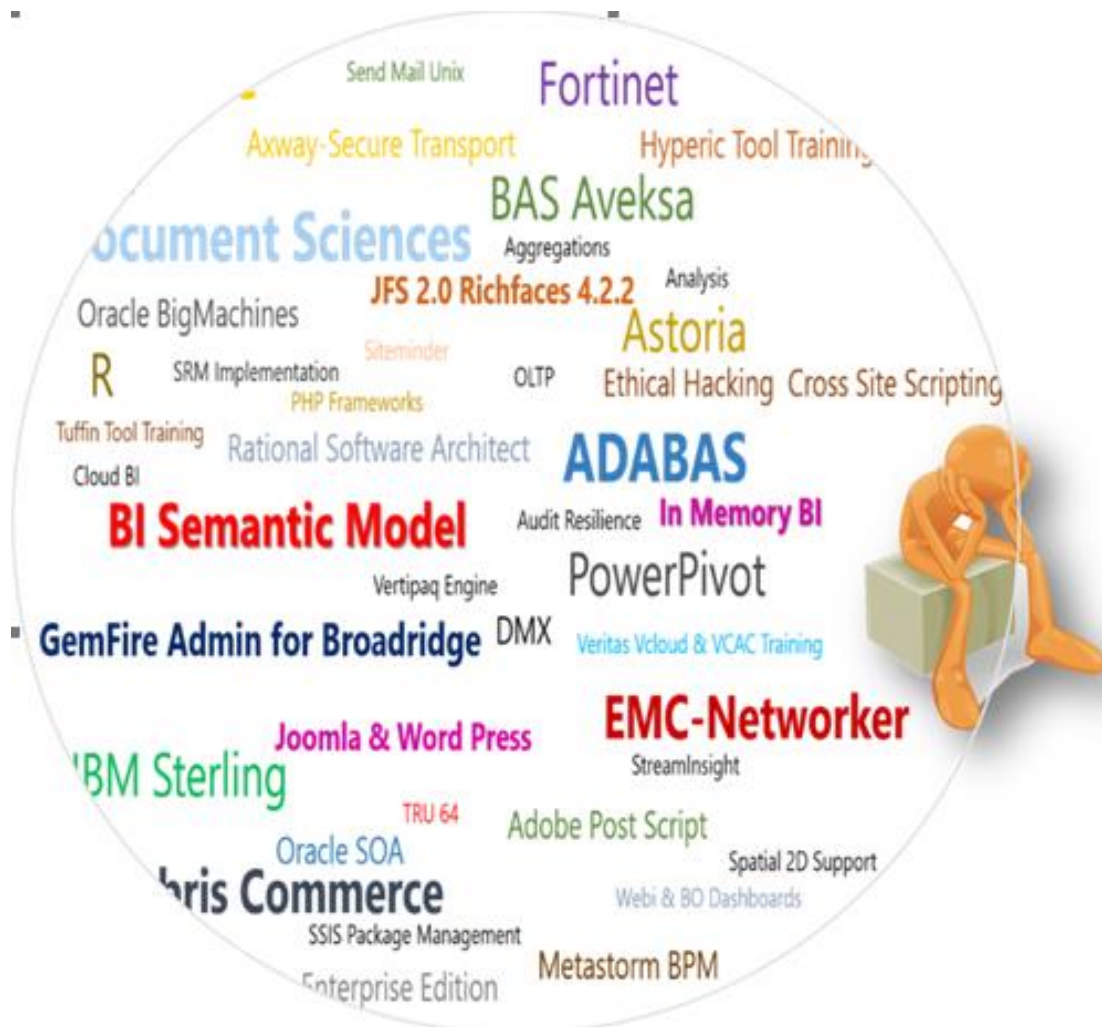 Send Mail Unix
Fortinet
Axway-Secure Transport
Hyperic Tool Training
BAS Aveksa
ocument Sciences
Aggregations
Analysis
JFS 2.0 Richfaces 4.2.2
Oracle BigMachines
Astoria
Siteminder
R
SRM Implementation
OLTP
Ethical Hacking
Cross Site Scripting
PHP Frameworks
Tuffin Tool Training
Rational Software Architect
ADABAS
Cloud BI
BI Semantic Model
Audit Resilience
In Memory BI
Vertipaq Engine
PowerPivot
GemFire Admin for Broadridge
DMX
Veritas Vcloud & VCAC Training
EMC-Networker
Joomla & Word Press
StreamInsight
IBM Sterling
TRU 64
Adobe Post Script
Oracle SOA
Spatial 2D Support
bris Commerce
Webi & BO Dashboards
SSIS Package Management
Metastorm BPM
Enterprise Edition